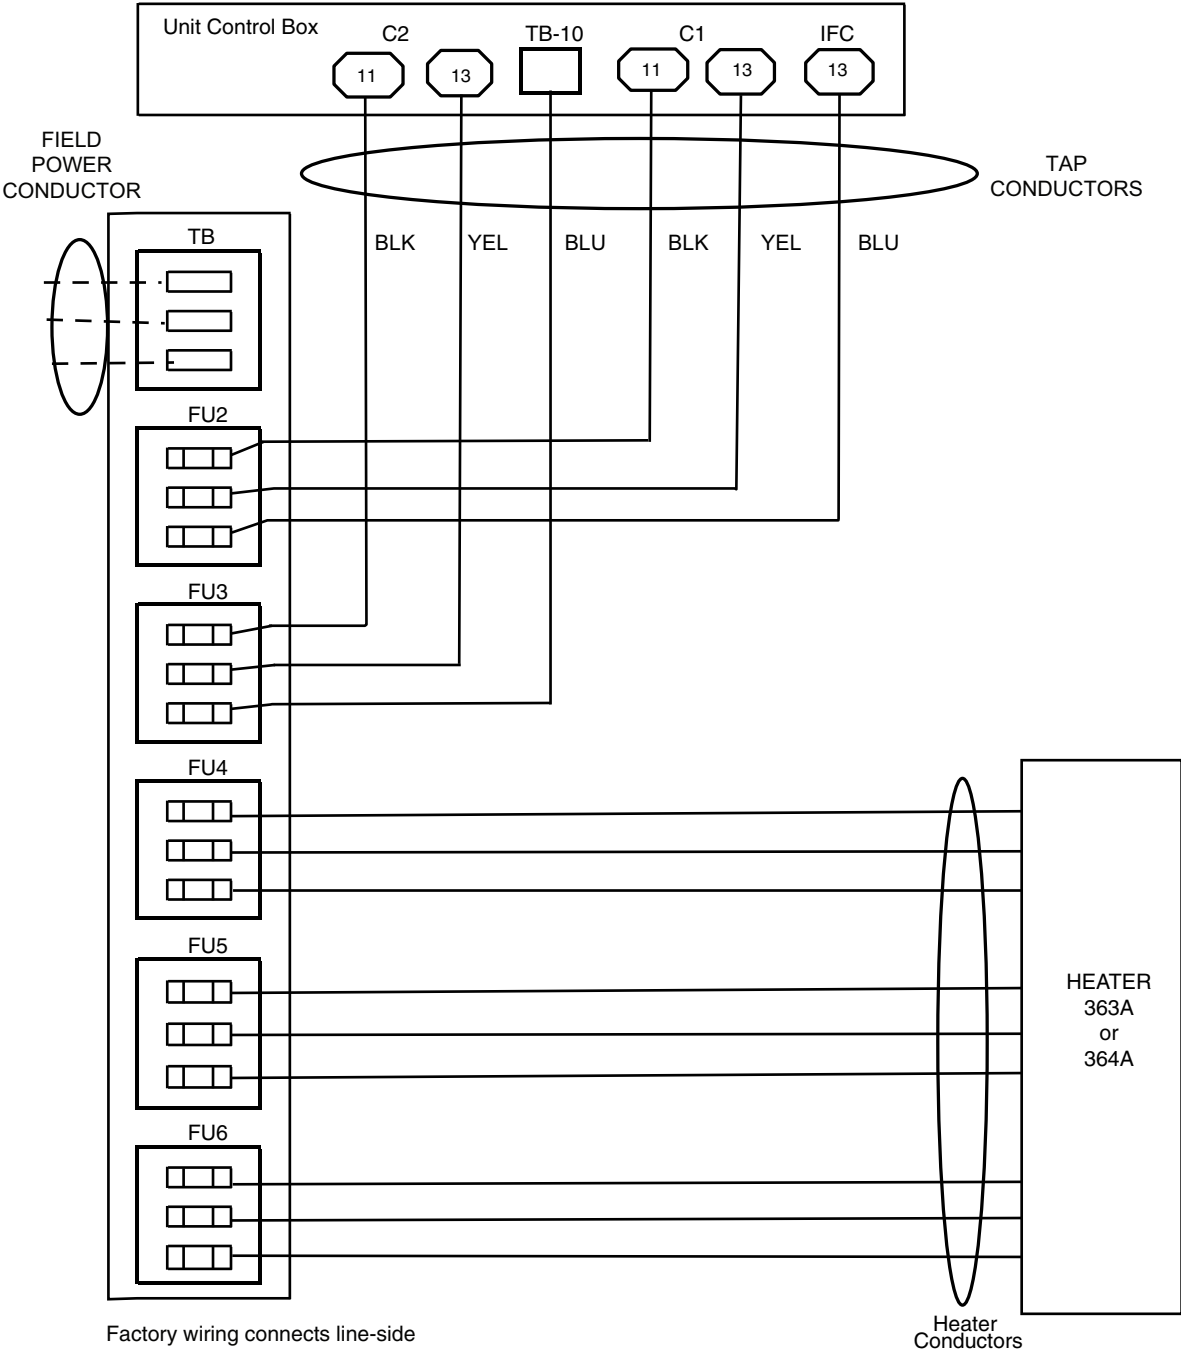 Unit Control Box
C2
TB-10
C1
IFC
11
13
11
13
13
FIELD
POWER
CONDUCTOR
TAP
CONDUCTORS
TB
BLK
YEL
BLU
BLK
YEL
BLU
FU2
FU3
FU4
FU5
HEATER
363A
or
364A
FU6
Heater
Conductors
Factory wiring connects line-side